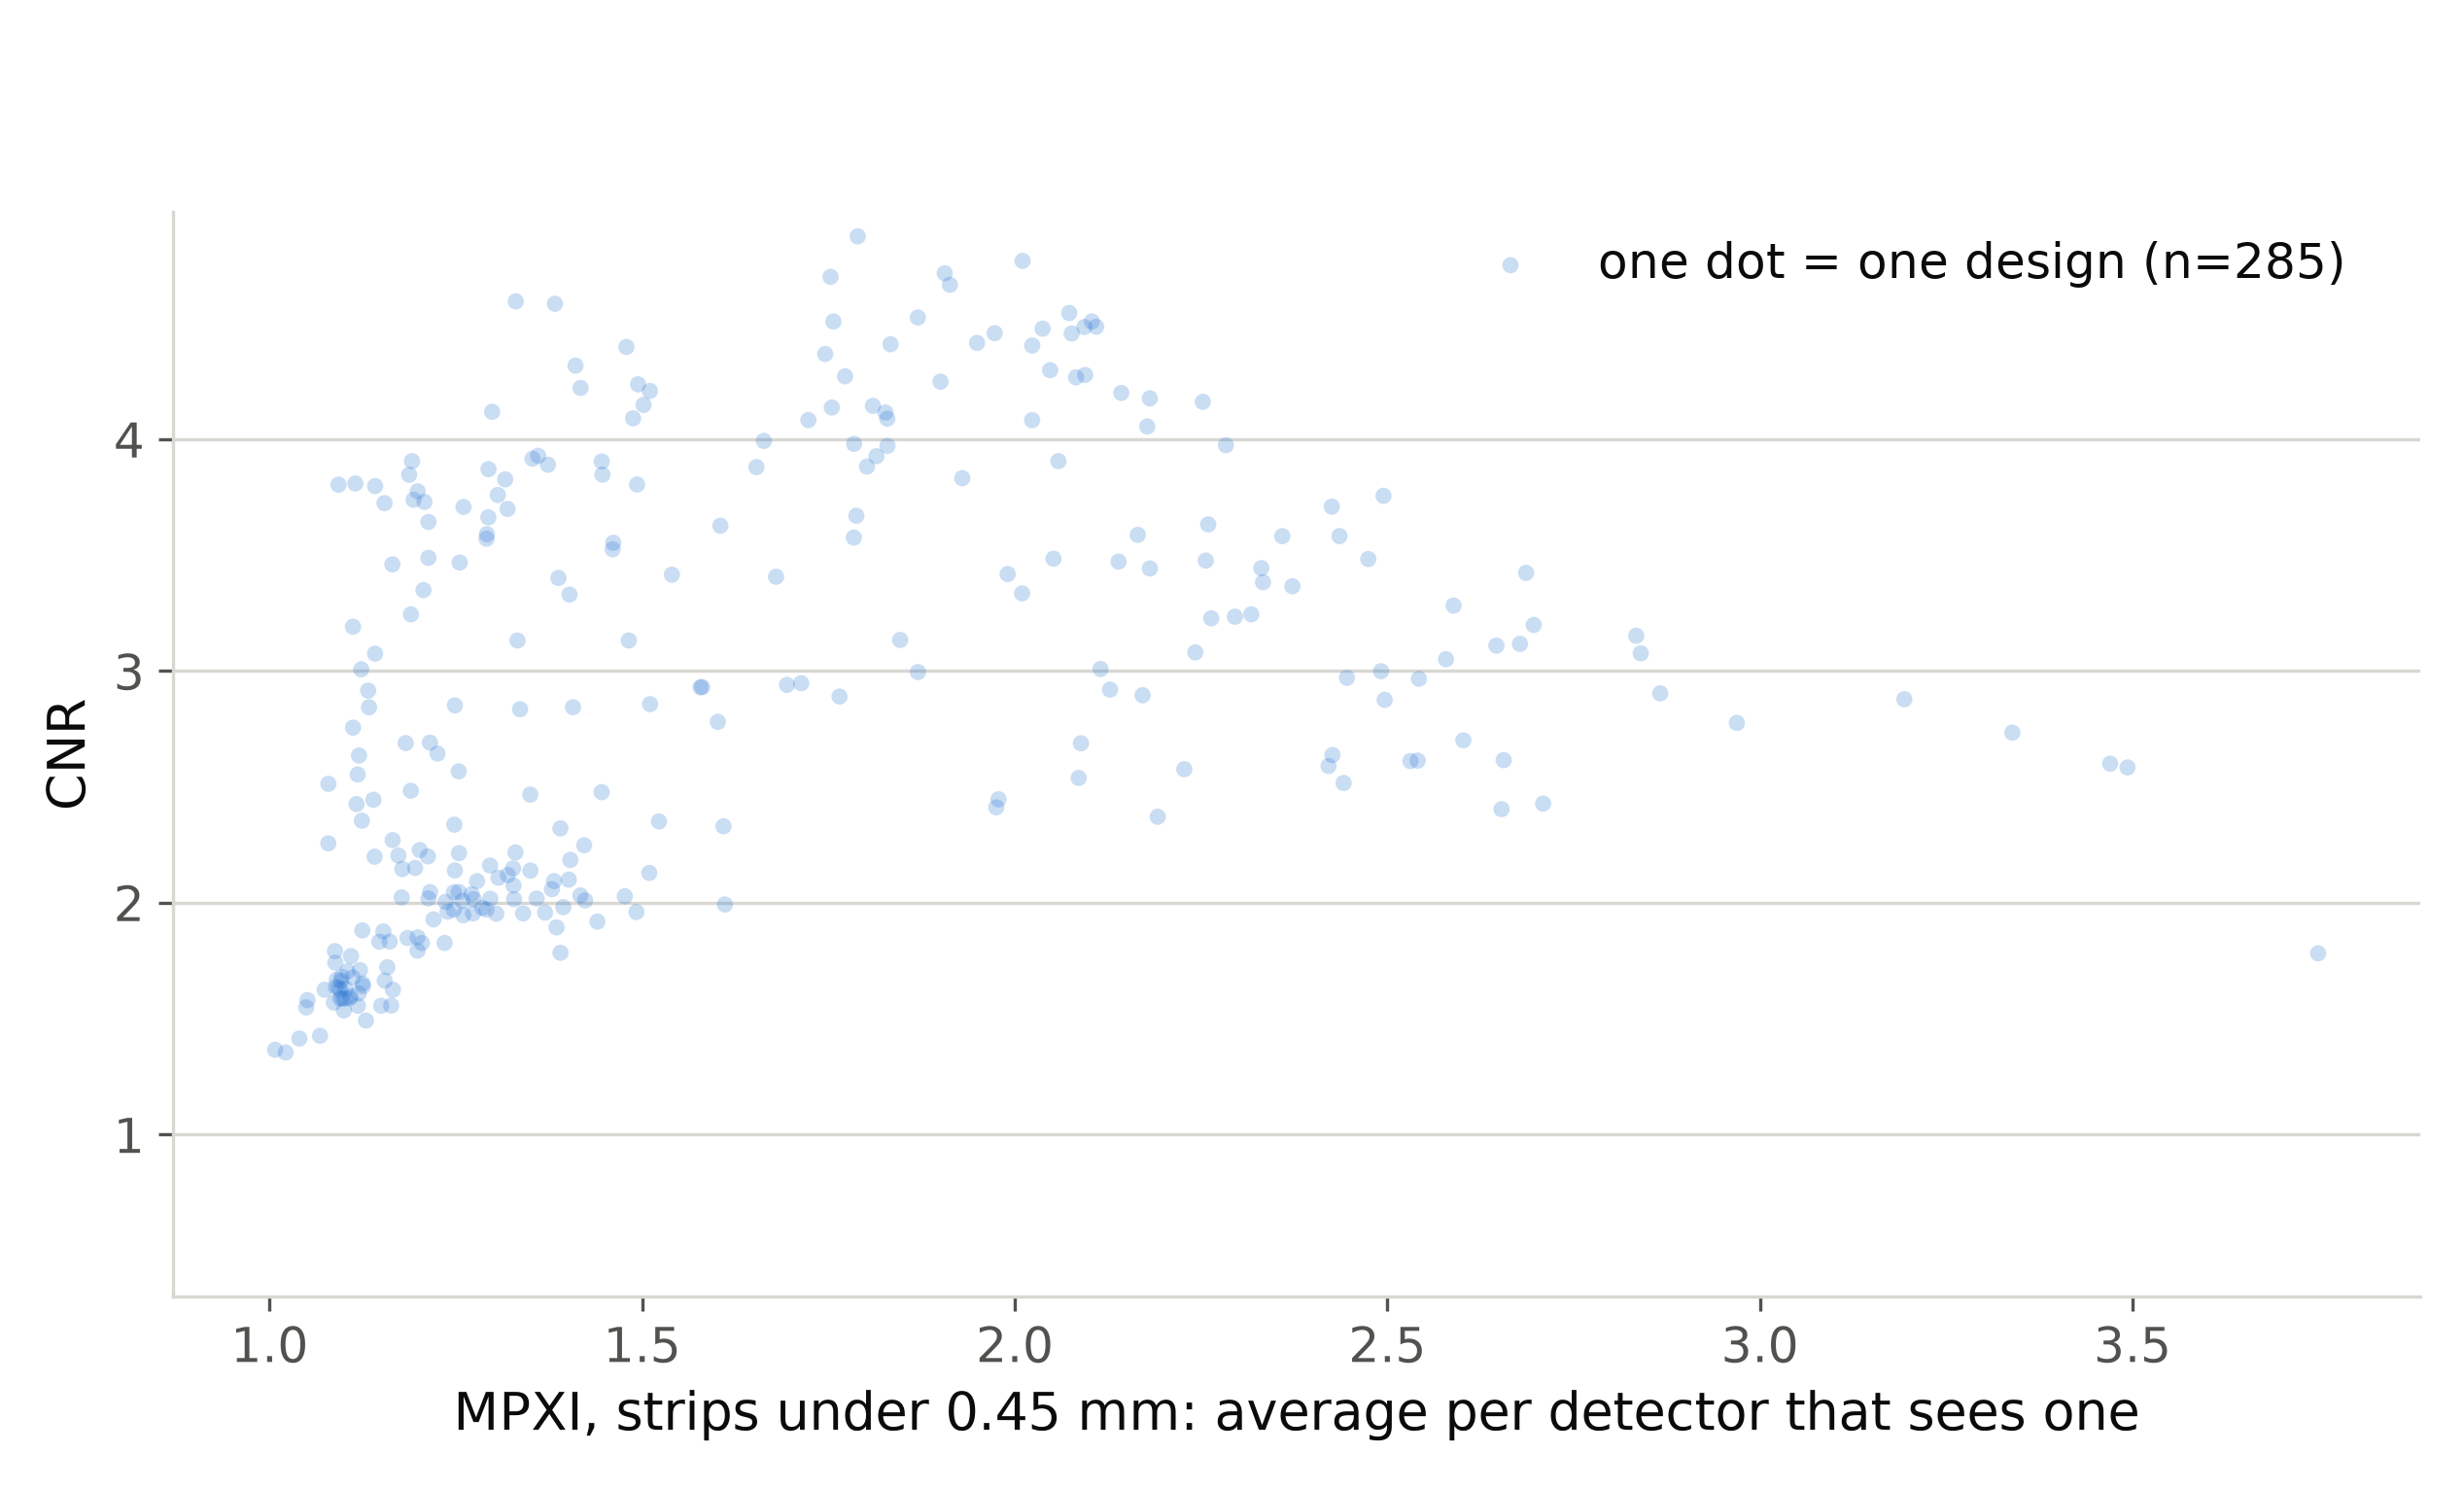 one dot = one design (n=285)
4
3
2
1
CNR
1.0 1.5 2.0 2.5 3.0 3.5
MPXI, strips under 0.45 mm: average per detector that sees one